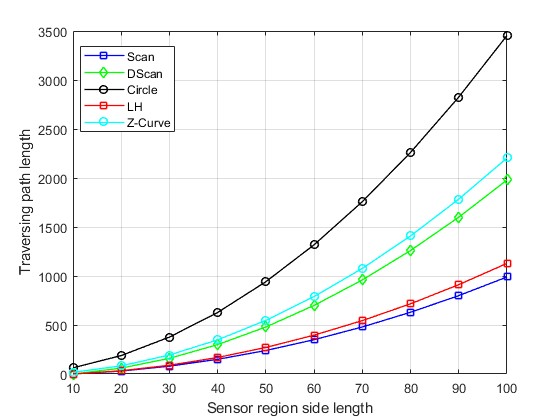 3500
3000
2500
2000
1500
1000
500
0
Traversing path length
Scan
DScan
Circle
LH
Z-Curve
10 20 30 40 50 60 70 80 90 100
Sensor region side length